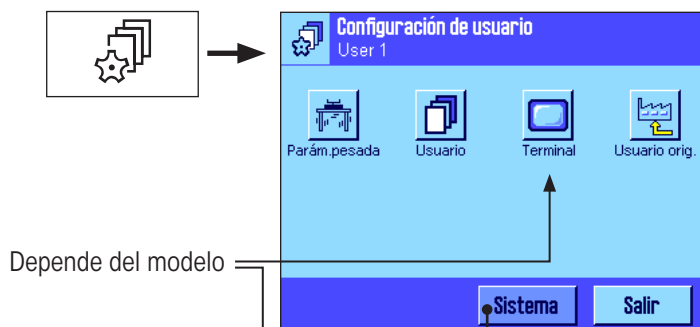 Configuración de usuario
User 1
Parám.pesada Usuario Terminal Usuario orig.
Depende del modelo
Sistema Salir